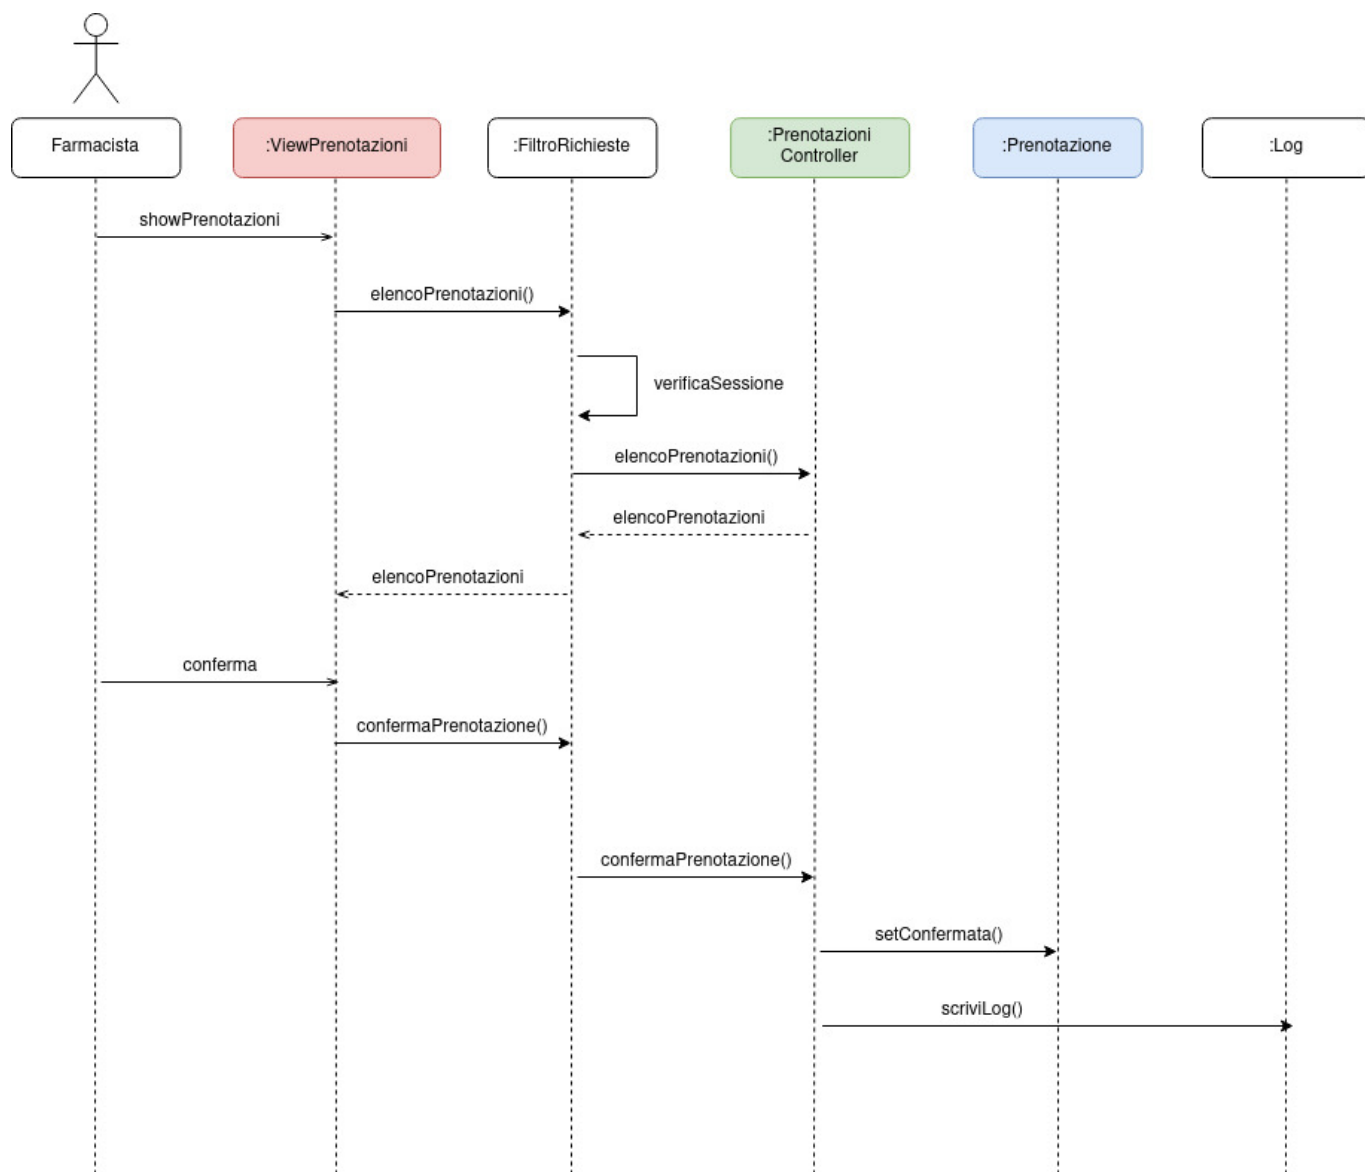 Farmacista
:ViewPrenotazioni
:FiltroRichieste
:Prenotazioni
Controller
:Prenotazione
:Log
showPrenotazioni
elencoPrenotazioni()
verificaSessione
elencoPrenotazioni()
elencoPrenotazioni
elencoPrenotazioni
conferma
confermaPrenotazione()
confermaPrenotazione()
setConfermata()
scriviLog()